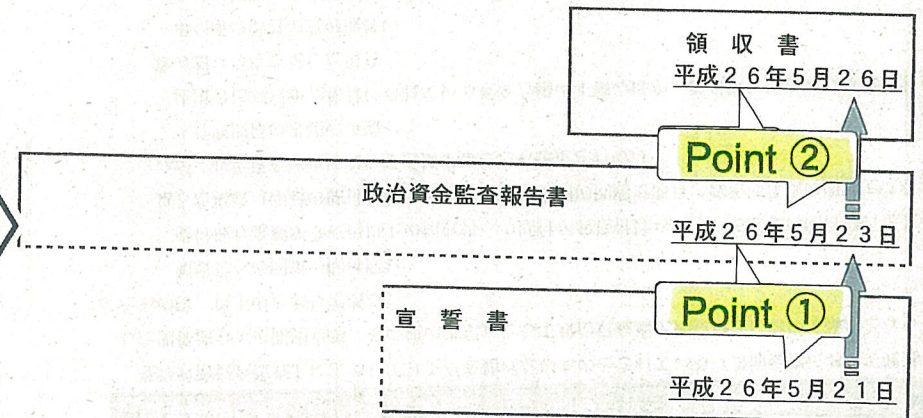 領収書
平成26年5月26日
Point ②
政治資金監査報告書
平成26年5月23日
Point ①
宣誓書
平成26年5月21日